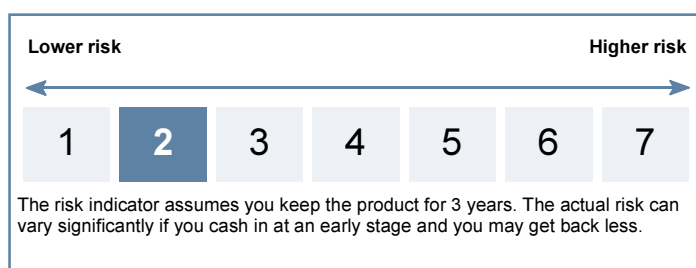 Lower risk Higher risk
1 2 3 4 5 6 7
The risk indicator assumes you keep the product for 3 years. The actual risk can
vary significantly if you cash in at an early stage and you may get back less.